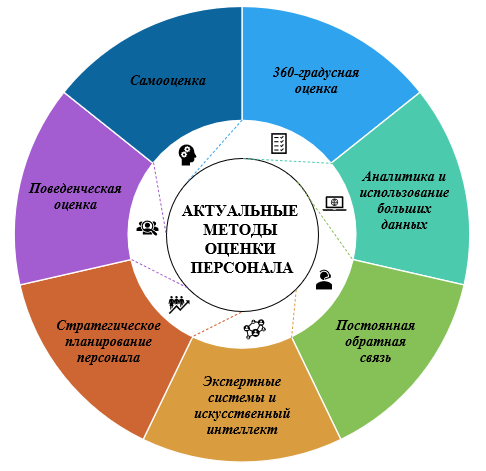 АКТУАЛЬНЫЕ
МЕТОДЫ
ОЦЕНКИ
ПЕРСОНАЛА
360-градусная
оценка
Аналитика и
использование
больших
данных
Постоянная
обратная
связь
Экспертные
системы и
искусственный
интеллект
Стратегическое
планирование
персонала
Поведенческая
оценка
Самооценка